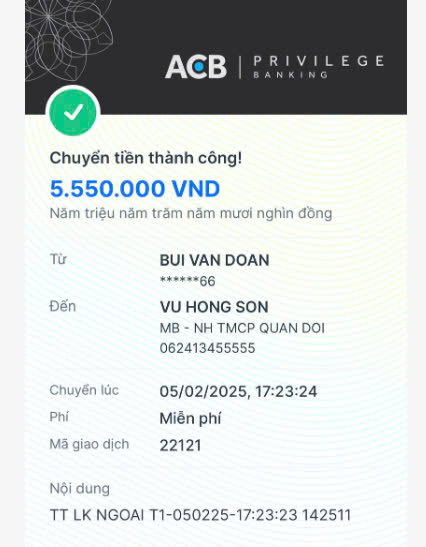 ACB | PRIVILEGE
BANKING
Chuyển tiền thành công!
5.550.000 VND
Năm triệu năm trăm năm mươi nghìn đồng
Từ BUI VAN DOAN
******66
Đến VU HONG SON
MB - NH TMCP QUAN DOI
062413455555
Chuyển lúc 05/02/2025, 17:23:24
Phí Miễn phí
Mã giao dịch 22121
Nội dung
TT LK NGOAI T1-050225-17:23:23 142511